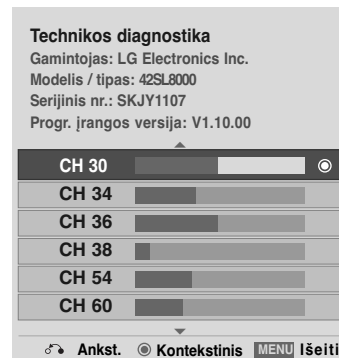 Technikos diagnostika
Gamintojas: LG Electronics Inc.
Modelis / tipas: 42SL8000
Serijinis nr.: SKJY1107
Progr. įrangos versija: V1.10.00
CH 30
CH 34
CH 36
CH 38
CH 54
CH 60
Ankst. Kontekstinis MENU Išeiti